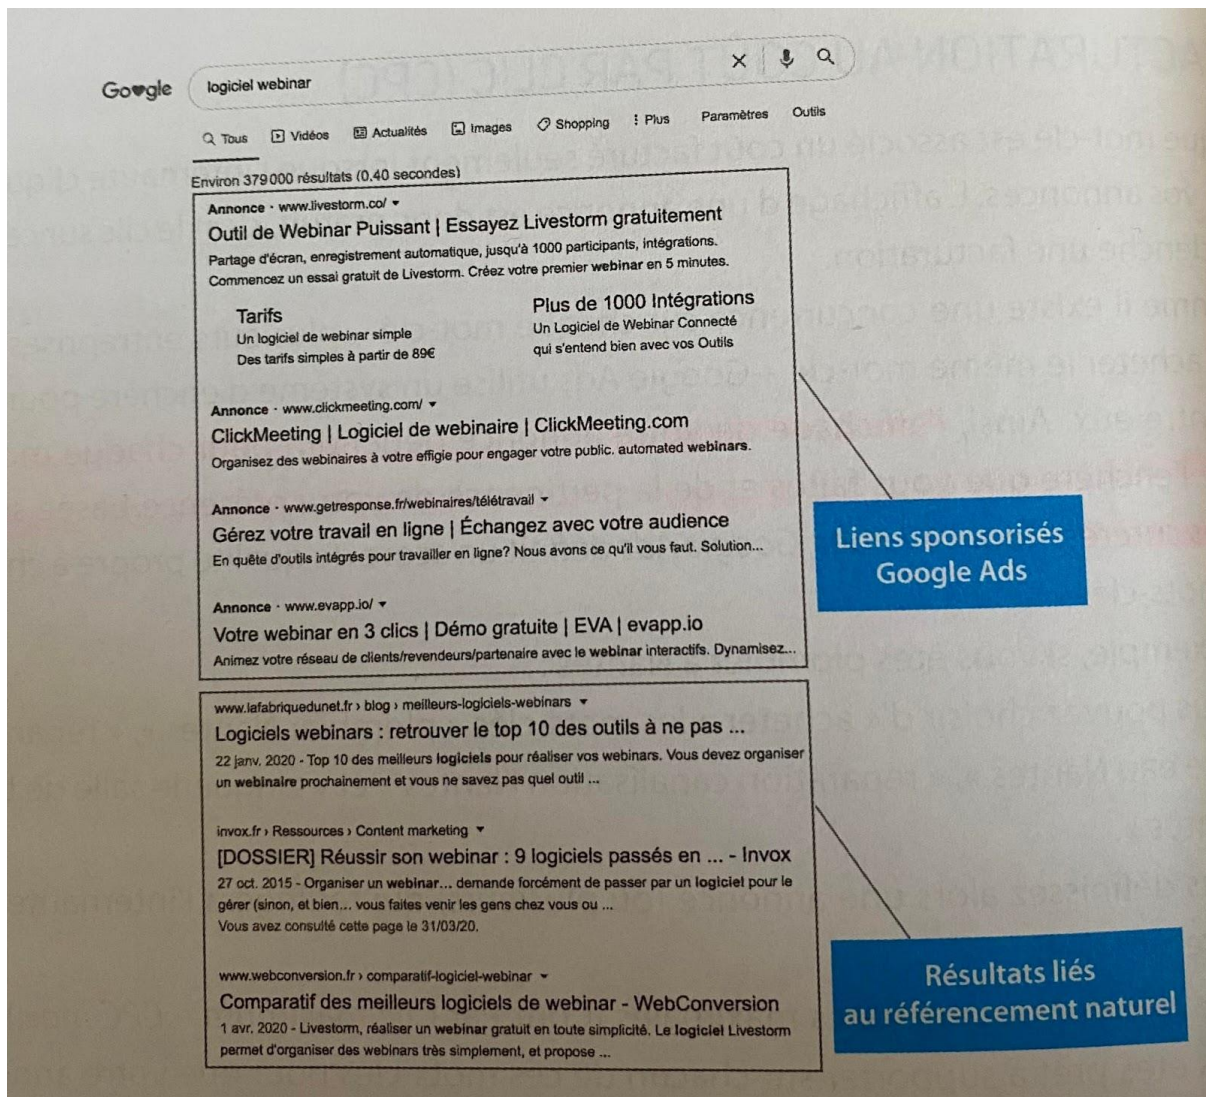 Google
logiciel webinar
Tous Vidéos Actualités Images Shopping Plus Paramètres Outils
Environ 379 000 résultats (0,40 secondes)
Annonce · www.livestorm.co/
Outil de Webinar Puissant | Essayez Livestorm gratuitement
Partage d'écran, enregistrement automatique, jusqu'à 1000 participants, intégrations.
Commencez un essai gratuit de Livestorm. Créez votre premier webinar en 5 minutes.
Tarifs
Un logiciel de webinar simple
Des tarifs simples à partir de 89€
Plus de 1000 Intégrations
Un Logiciel de Webinar Connecté
qui s'entend bien avec vos Outils
Annonce · www.clickmeeting.com/
ClickMeeting | Logiciel de webinaire | ClickMeeting.com
Organisez des webinaires à votre effigie pour engager votre public. automated webinars.
Annonce · www.getresponse.fr/webinaires/télétravail
Gérez votre travail en ligne | Échangez avec votre audience
En quête d'outils intégrés pour travailler en ligne? Nous avons ce qu'il vous faut. Solution...
Annonce · www.evapp.io/
Votre webinar en 3 clics | Démo gratuite | EVA | evapp.io
Animez votre réseau de clients/revendeurs/partenaire avec le webinar interactifs. Dynamisez...
Liens sponsorisés
Google Ads
www.lafabriquedunet.fr › blog › meilleurs-logiciels-webinars
Logiciels webinars : retrouver le top 10 des outils à ne pas ...
22 janv. 2020 - Top 10 des meilleurs logiciels pour réaliser vos webinars. Vous devez organiser
un webinaire prochainement et vous ne savez pas quel outil ...
invox.fr › Ressources › Content marketing
[DOSSIER] Réussir son webinar : 9 logiciels passés en ... - Invox
27 oct. 2015 - Organiser un webinar... demande forcément de passer par un logiciel pour le
gérer (sinon, et bien... vous faites venir les gens chez vous ou ...
Vous avez consulté cette page le 31/03/20.
www.webconversion.fr › comparatif-logiciel-webinar
Comparatif des meilleurs logiciels de webinar - WebConversion
1 avr. 2020 - Livestorm, réaliser un webinar gratuit en toute simplicité. Le logiciel Livestorm
permet d'organiser des webinars très simplement, et propose ...
Résultats liés
au référencement naturel